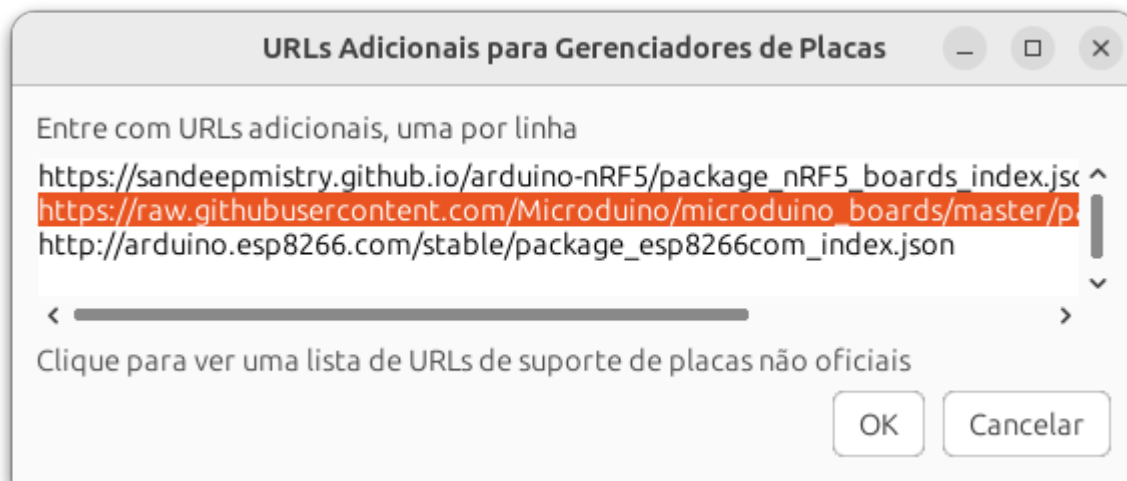 URLs Adicionais para Gerenciadores de Placas
Entre com URLs adicionais, uma por linha
https://sandeepmistry.github.io/arduino-nRF5/package_nRF5_boards_index.jsc
https://raw.githubusercontent.com/Microduino/microduino_boards/master/pa
http://arduino.esp8266.com/stable/package_esp8266com_index.json
Clique para ver uma lista de URLs de suporte de placas não oficiais
OK Cancelar